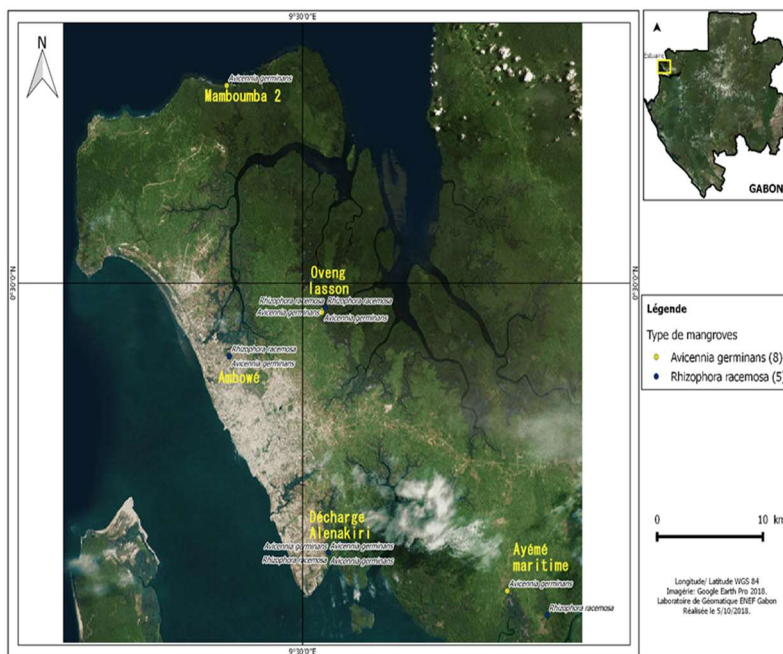 9°30'0"E
N
Avicennia germinans
Mamboumba 2
Oveng
Iasson
Rhizophora racemosa Rhizophora racemosa
Avicennia germinans
Avicennia germinans
Rhizophora racemosa
Avicennia germinans
Ambowé
Décharge
Alenakiri
Avicennia germinans Avicennia germinans
Rhizophora racemosa Avicennia germinans
Ayémé
maritime
Avicennia germinans
Rhizophora racemosa
0°30'0"N
0°30'0"N
9°30'0"E
Estuaire
GABON
Légende
Type de mangroves
Avicennia germinans (8)
Rhizophora racemosa (5)
0 10 km
Longitude/ Latitude WGS 84
Imagérie: Google Earth Pro 2018.
Laboratoire de Géomatique ENEF Gabon
Réalisée le 5/10/2018.